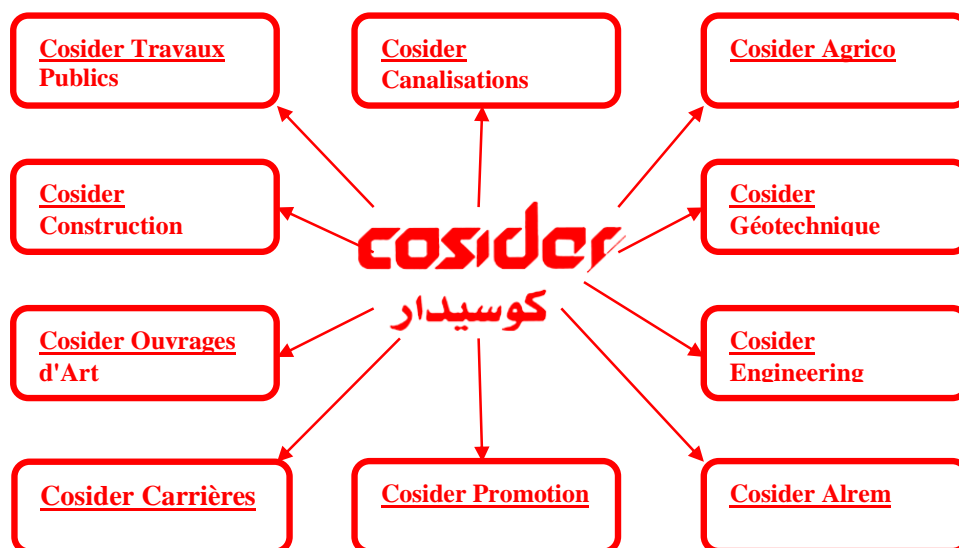 Cosider Travaux
Publics
Cosider
Canalisations
Cosider Agrico
Cosider
Construction
Cosider
Géotechnique
cosider
كوسيدار
Cosider Ouvrages
d'Art
Cosider
Engineering
Cosider Carrières
Cosider Promotion
Cosider Alrem